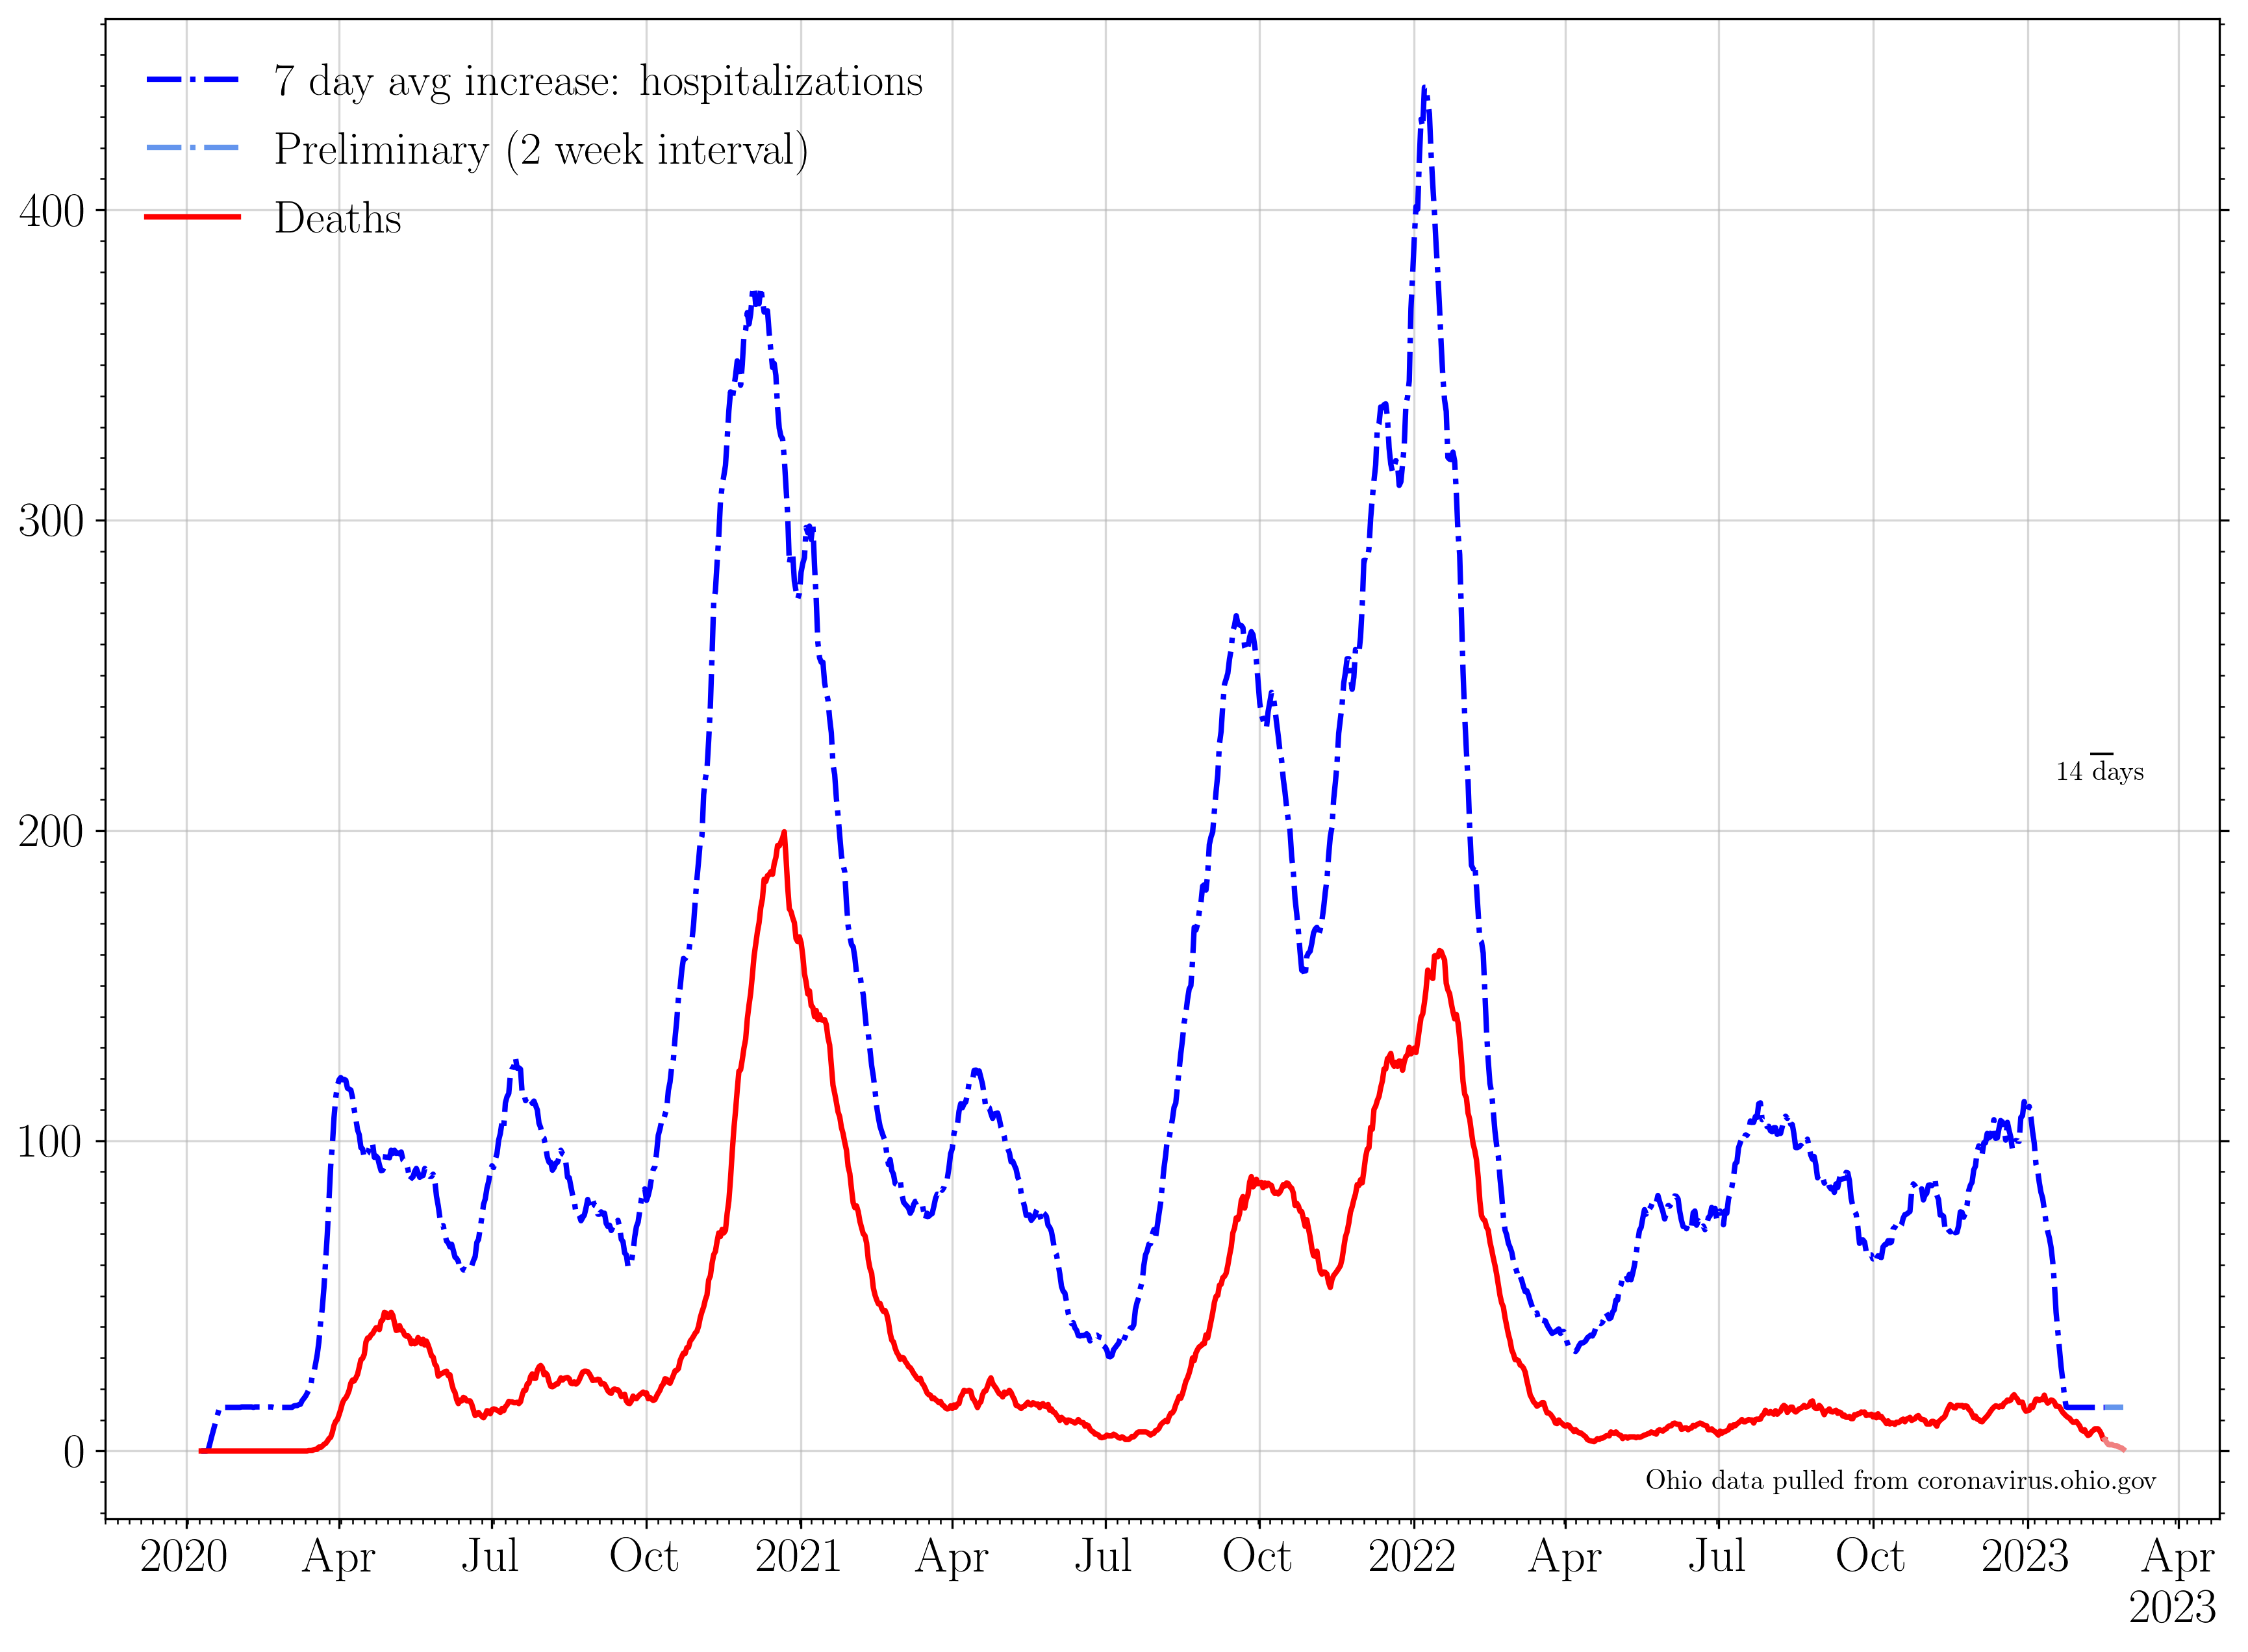 7 day avg increase: hospitalizations
Preliminary (2 week interval)
Deaths
400
300
200
100
0
14 days
Ohio data pulled from coronavirus.ohio.gov
2020 Apr Jul Oct 2021 Apr Jul Oct 2022 Apr Jul Oct 2023 Apr
2023